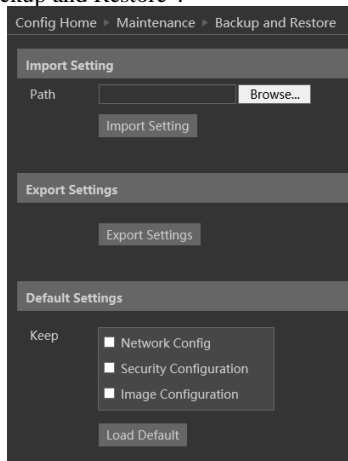 Backup and Restore".
Config Home ▸ Maintenance ▸ Backup and Restore
Import Setting
Path
Browse...
Import Setting
Export Settings
Export Settings
Default Settings
Keep
Network Config
Security Configuration
Image Configuration
Load Default